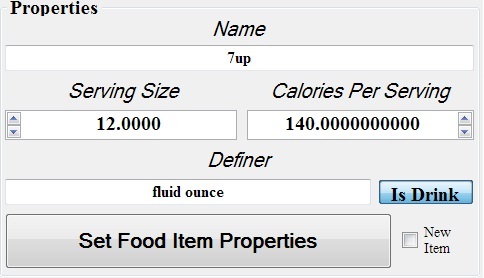 Properties
Name
7up
Serving Size
Calories Per Serving
12.0000
140.0000000000
Definer
fluid ounce
Is Drink
Set Food Item Properties
New
Item